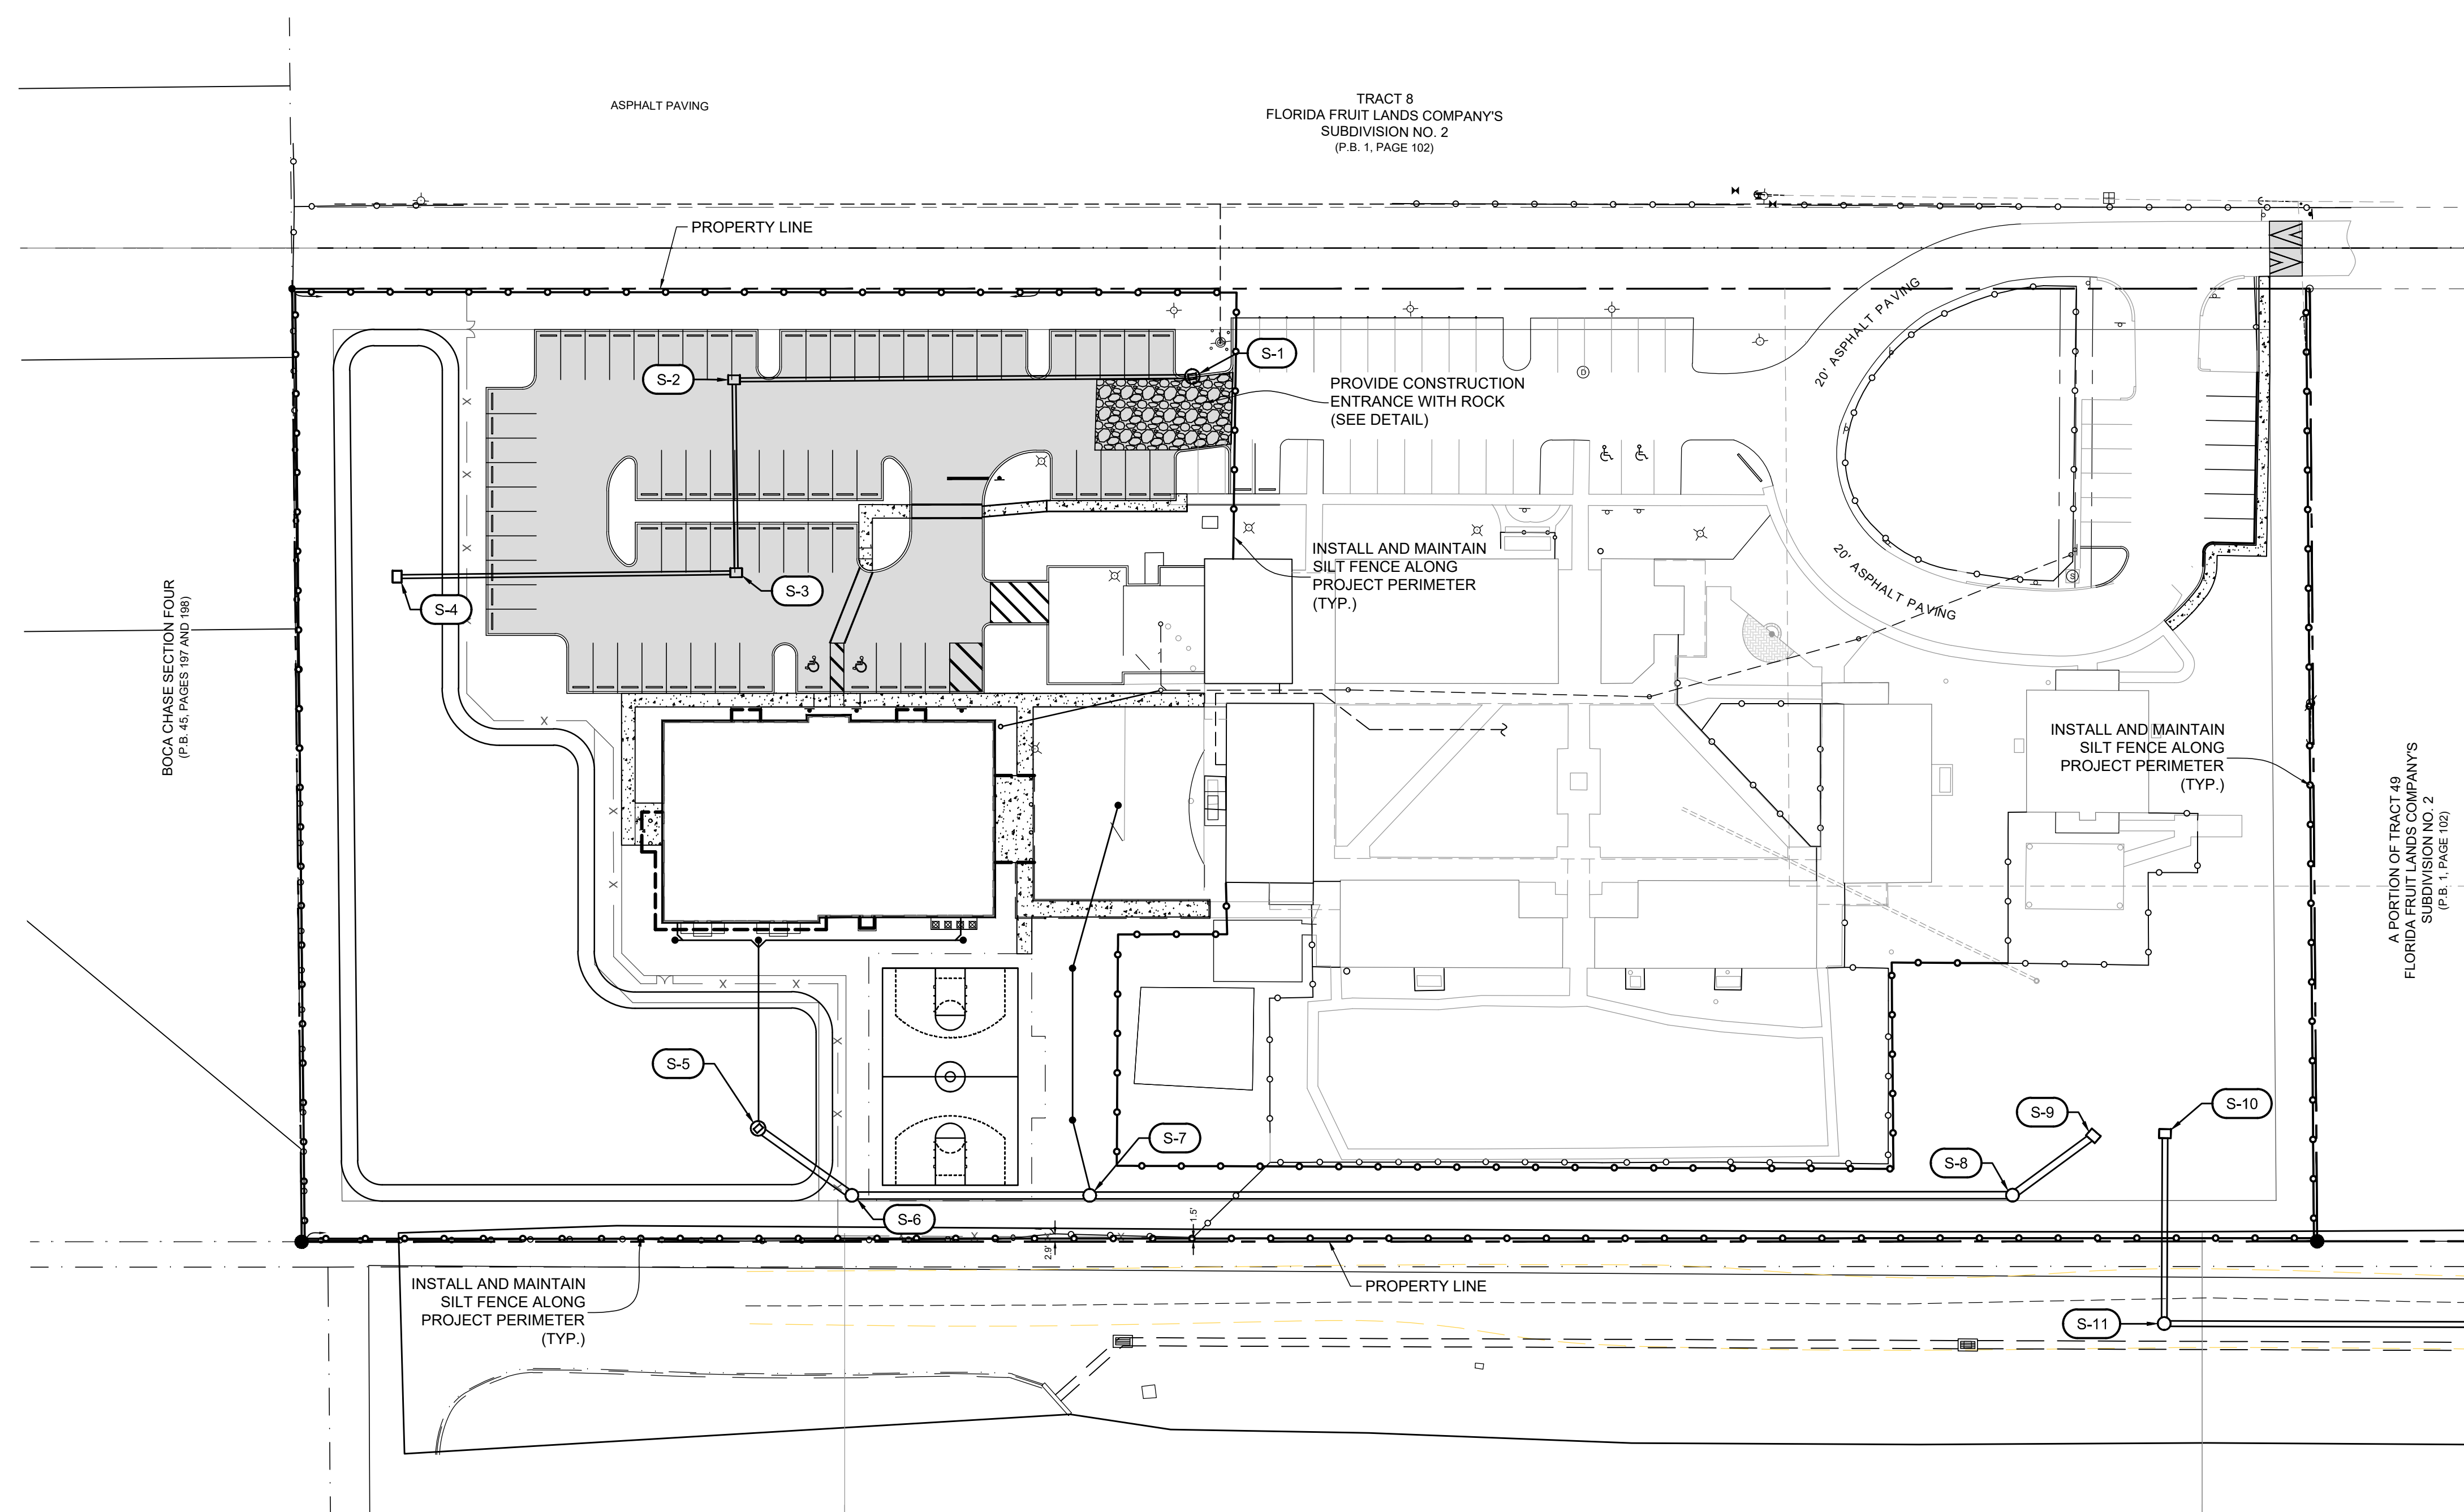 ASPHALT PAVING
TRACT 8
FLORIDA FRUIT LANDS COMPANY'S
SUBDIVISION NO. 2
(P.B. 1, PAGE 102)
PROPERTY LINE
S-1
S-2
PROVIDE CONSTRUCTION
ENTRANCE WITH ROCK
(SEE DETAIL)
20' ASPHALT PAVING
20' ASPHALT PAVING
INSTALL AND MAINTAIN
SILT FENCE ALONG
PROJECT PERIMETER
(TYP.)
S-3
S-4
BOCA CHASE SECTION FOUR
(P.B. 45, PAGES 197 AND 198)
INSTALL AND MAINTAIN
SILT FENCE ALONG
PROJECT PERIMETER
(TYP.)
A PORTION OF TRACT 49
FLORIDA FRUIT LANDS COMPANY'S
SUBDIVISION NO. 2
(P.B. 1, PAGE 102)
S-5
S-7
S-9
S-10
S-8
S-6
1.5'
2.9'
INSTALL AND MAINTAIN
SILT FENCE ALONG
PROJECT PERIMETER
(TYP.)
PROPERTY LINE
S-11
D
S